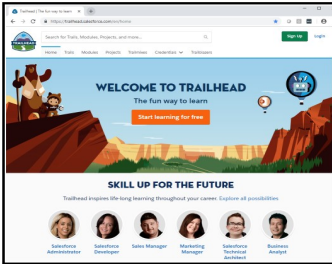 Trailhead | The fun way to learn
https://trailhead.salesforce.com/en/home
TRAILHEAD
Search for Trails, Modules, Projects, and more...
Sign Up Login
Home Trails Modules Projects Trailmixes Credentials Trailblazers
WELCOME TO TRAILHEAD
The fun way to learn
Start learning for free
SKILL UP FOR THE FUTURE
Trailhead inspires life-long learning throughout your career. Explore all possibilities
Salesforce Administrator
Salesforce Developer
Sales Manager
Marketing Manager
Salesforce Technical Architect
Business Analyst